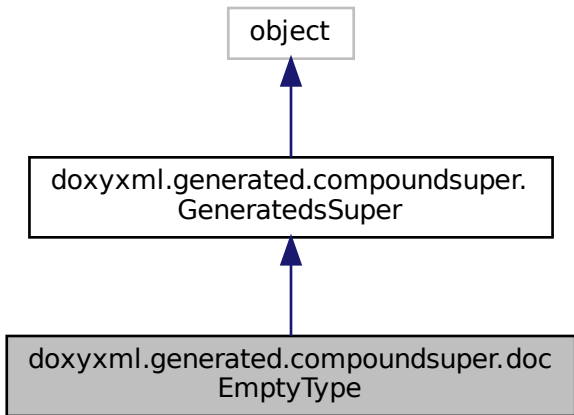 object
doxyxml.generated.compoundsuper.
GeneratedsSuper
doxyxml.generated.compoundsuper.doc
EmptyType